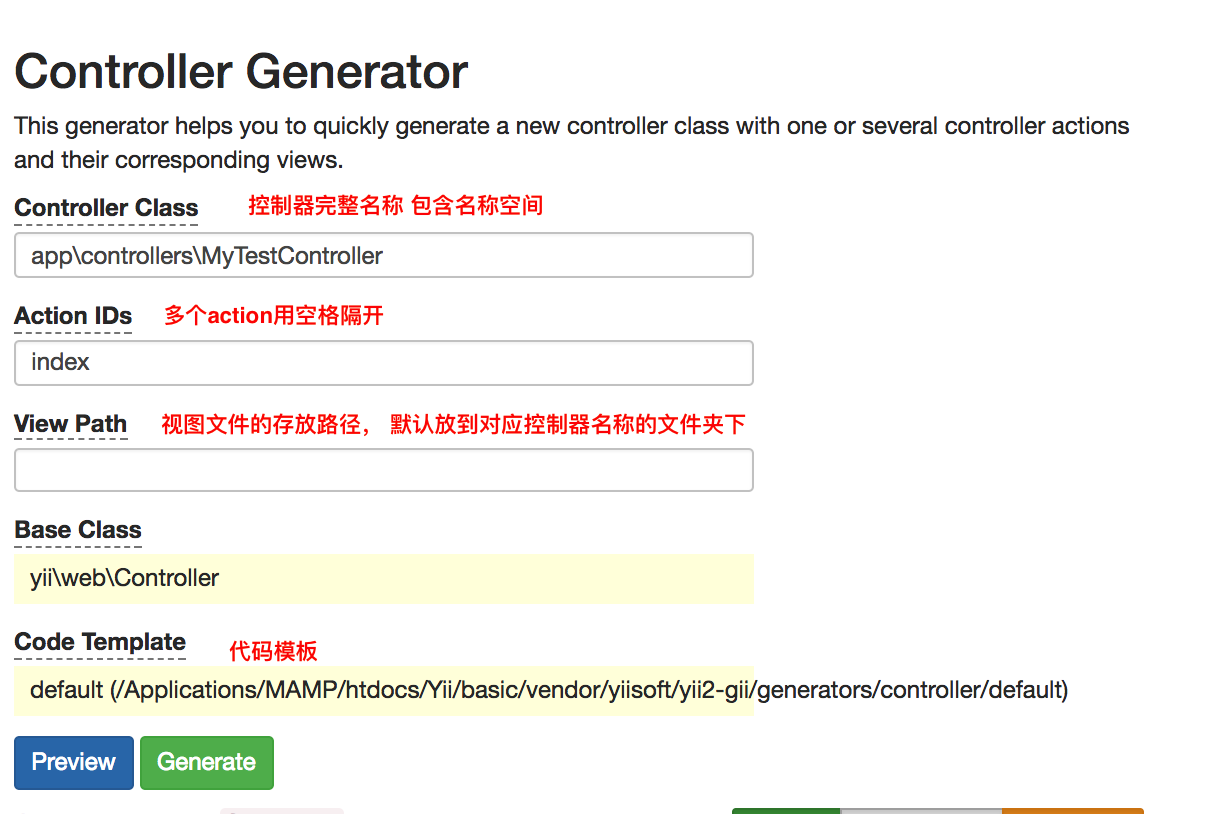 Controller Generator
This generator helps you to quickly generate a new controller class with one or several controller actions
and their corresponding views.
Controller Class 控制器完整名称 包含名称空间
app\controllers\MyTestController
Action IDs 多个action用空格隔开
index
View Path 视图文件的存放路径， 默认放到对应控制器名称的文件夹下
Base Class
yii\web\Controller
Code Template 代码模板
default (/Applications/MAMP/htdocs/Yii/basic/vendor/yiisoft/yii2-gii/generators/controller/default)
Preview Generate